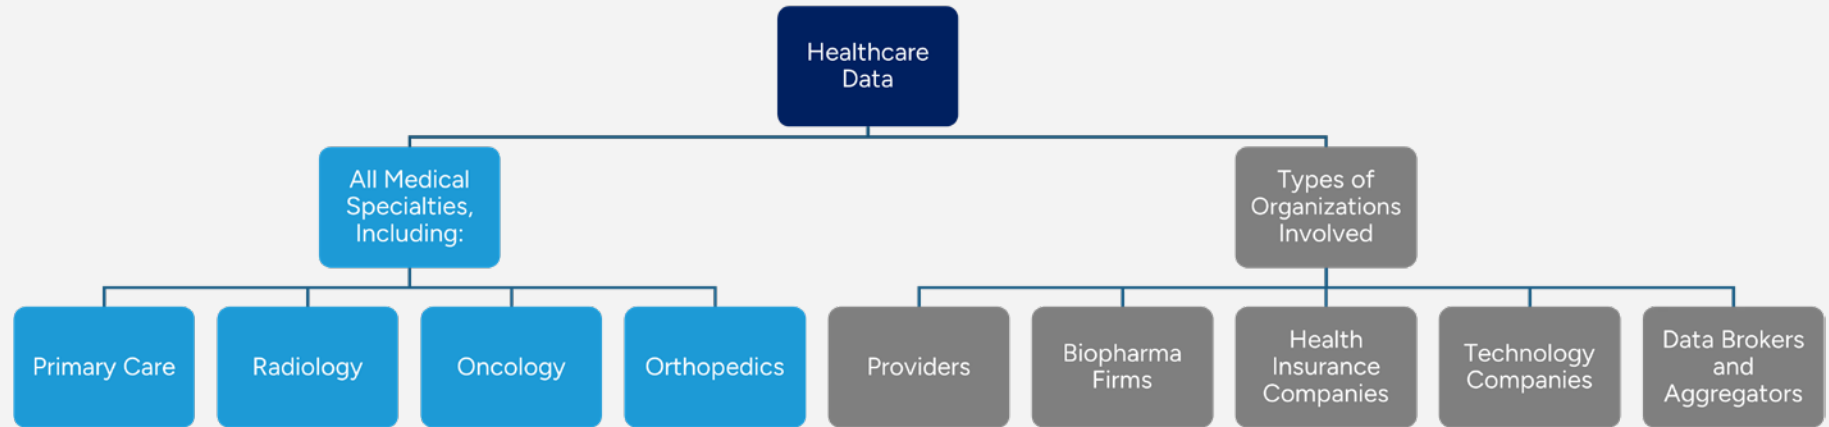 Healthcare
Data
All Medical
Specialties,
Including:
Types of
Organizations
Involved
Primary Care
Radiology
Oncology
Orthopedics
Providers
Biopharma
Firms
Health
Insurance
Companies
Technology
Companies
Data Brokers
and
Aggregators